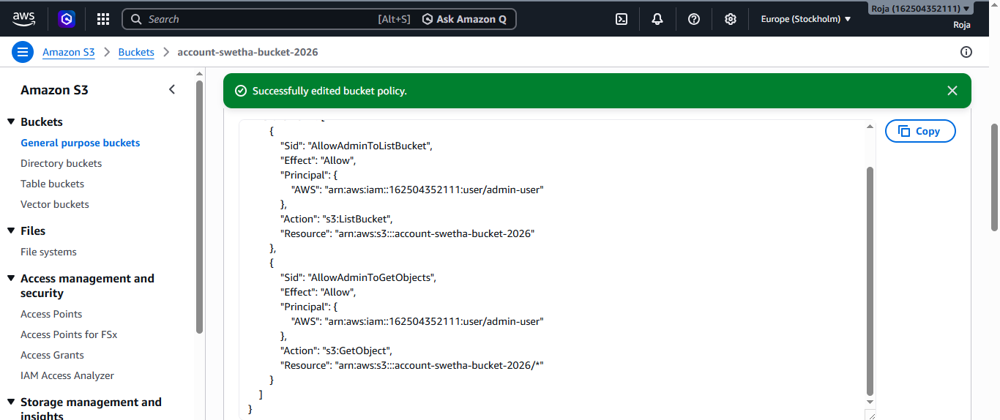 aws
Search [Alt+S] Ask Amazon Q
Europe (Stockholm) ▼
Roja (162504352111) ▼
Roja
Amazon S3 > Buckets > account-swetha-bucket-2026
Amazon S3
Buckets
General purpose buckets
Directory buckets
Table buckets
Vector buckets
Files
File systems
Access management and
security
Access Points
Access Points for FSx
Access Grants
IAM Access Analyzer
Storage management and
insights
Successfully edited bucket policy.
Copy
{
"Sid": "AllowAdminToListBucket",
"Effect": "Allow",
"Principal": {
"AWS": "arn:aws:iam::162504352111:user/admin-user"
},
"Action": "s3:ListBucket",
"Resource": "arn:aws:s3:::account-swetha-bucket-2026"
},
{
"Sid": "AllowAdminToGetObjects",
"Effect": "Allow",
"Principal": {
"AWS": "arn:aws:iam::162504352111:user/admin-user"
},
"Action": "s3:GetObject",
"Resource": "arn:aws:s3:::account-swetha-bucket-2026/*"
}
]
}